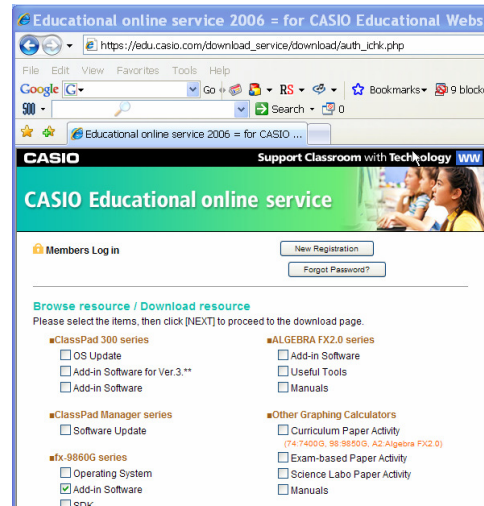 Educational online service 2006 = for CASIO Educational Webs
https://edu.casio.com/download_service/download/auth_ichk.php
File Edit View Favorites Tools Help
Google G Go RS Bookmarks 9 blocke
500 Search 0
Educational online service 2006 = for CASIO ...
CASIO Support Classroom with Technology WW
CASIO Educational online service
Members Log in
New Registration
Forgot Password?
Browse resource / Download resource
Please select the items, then click [NEXT] to proceed to the download page.
■ClassPad 300 series
OS Update
Add-in Software for Ver.3.**
Add-in Software
■ClassPad Manager series
Software Update
■fx-9860G series
Operating System
Add-in Software
SDK
■ALGEBRA FX2.0 series
Add-in Software
Useful Tools
Manuals
■Other Graphing Calculators
Curriculum Paper Activity
(74:7400G, 98:9850G, A2:Algebra FX2.0)
Exam-based Paper Activity
Science Labo Paper Activity
Manuals